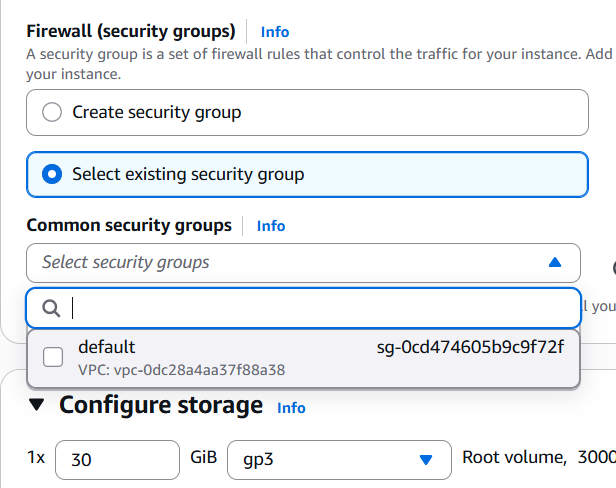 Firewall (security groups) Info
A security group is a set of firewall rules that control the traffic for your instance. Add
your instance.
Create security group
Select existing security group
Common security groups Info
Select security groups
l you
default sg-0cd474605b9c9f72f
VPC: vpc-0dc28a4aa37f88a38
Configure storage Info
1x 30 GiB gp3 Root volume, 3000